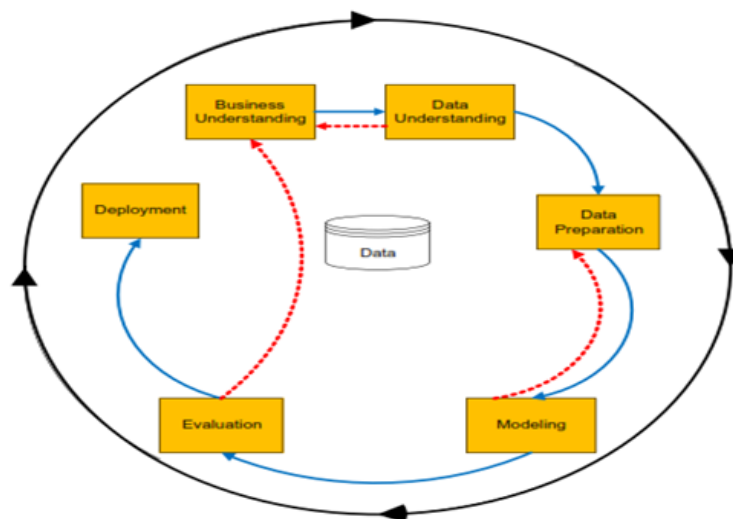 Business
Understanding
Data
Understanding
Data
Preparation
Deployment
Data
Evaluation
Modeling